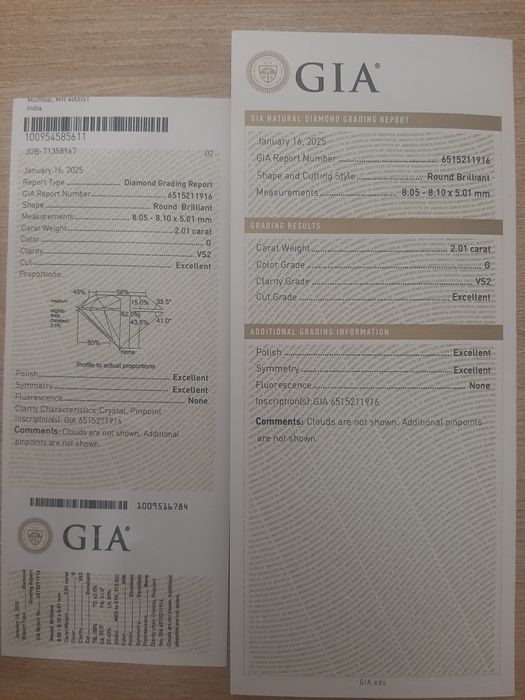 Mumbai, MH 400051
India
100954585611
JOB: 71358967 02
January 16, 2025
Report Type Diamond Grading Report
GIA Report Number 6515211916
Shape Round Brilliant
Measurements 8.05 - 8.10 x 5.01 mm
Carat Weight 2.01 carat
Color G
Clarity VS2
Cut Excellent
Proportions:
45% 58%
medium 15.0% 35.5°
slightly thick (faceted) 3.5%
62.0% 43.5% 41.0°
80%
none
Profile to actual proportions
Polish Excellent
Symmetry Excellent
Fluorescence None
Clarity Characteristics: Crystal, Pinpoint
Inscription(s): GIA 6515211916
Comments: Clouds are not shown. Additional
pinpoints are not shown.
1009516784
GIA®
GIA®
GIA NATURAL DIAMOND GRADING REPORT
January 16, 2025
GIA Report Number 6515211916
Shape and Cutting Style Round Brilliant
Measurements 8.05 - 8.10 x 5.01 mm
GRADING RESULTS
Carat Weight 2.01 carat
Color Grade G
Clarity Grade VS2
Cut Grade Excellent
ADDITIONAL GRADING INFORMATION
Polish Excellent
Symmetry Excellent
Fluorescence None
Inscription(s): GIA 6515211916
Comments: Clouds are not shown. Additional pinpoints
are not shown.
GIA.edu